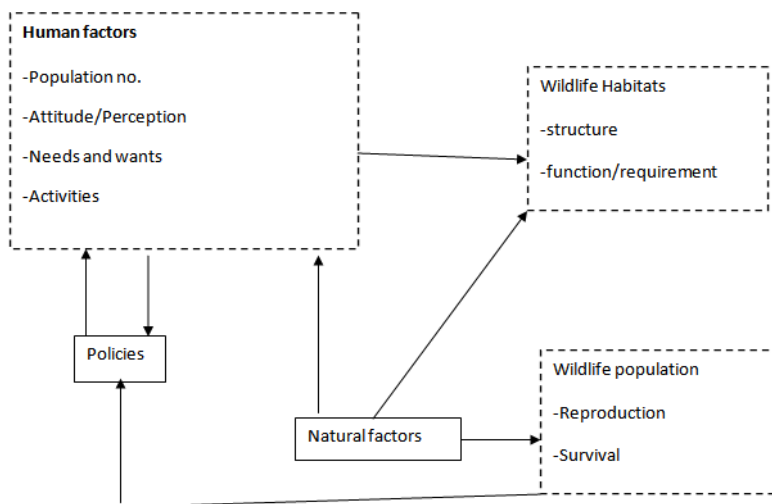 Human factors
-Population no.
-Attitude/Perception
-Needs and wants
-Activities
Wildlife Habitats
-structure
-function/requirement
Policies
Natural factors
Wildlife population
-Reproduction
-Survival